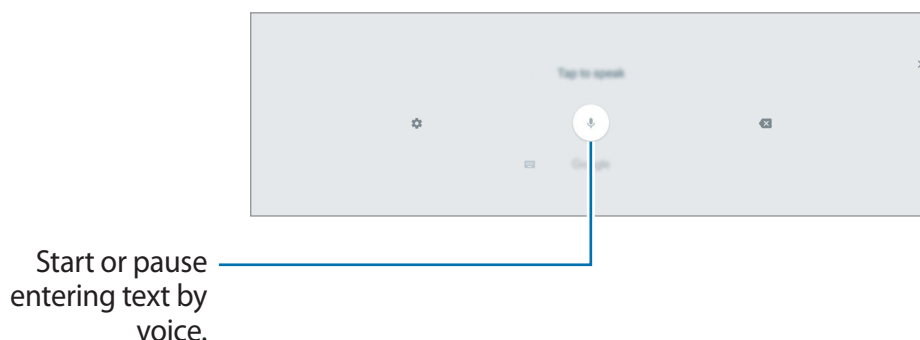 Tap to speak
Google
Start or pause
entering text by
voice.